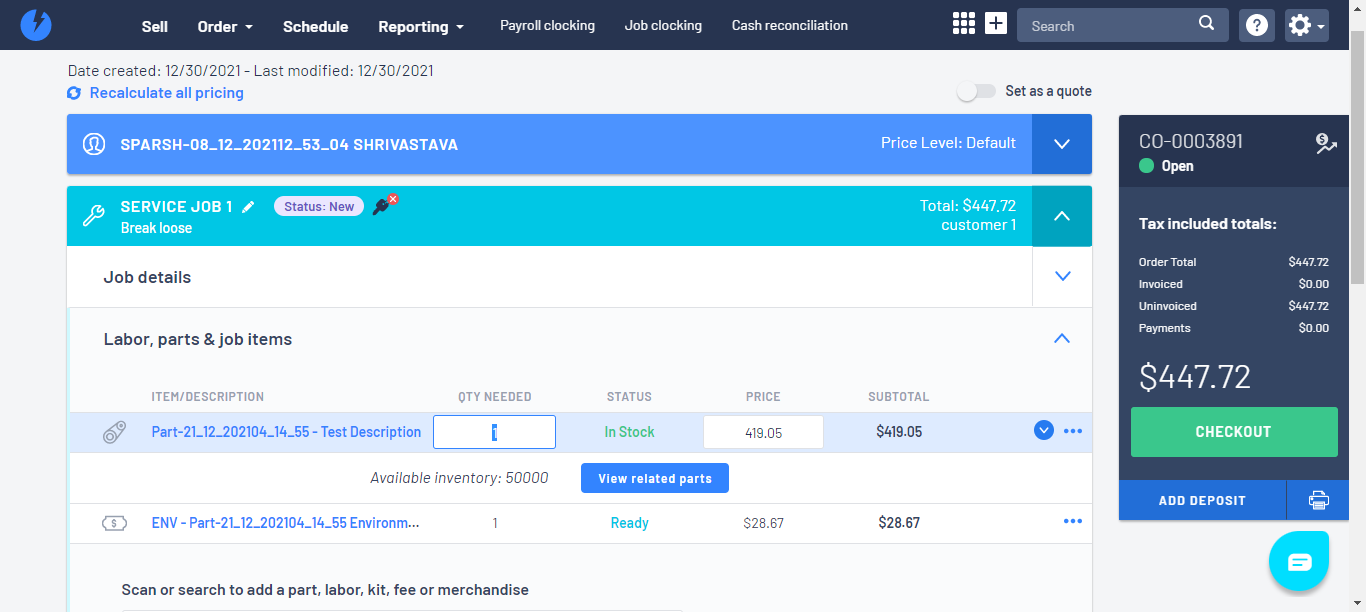 Sell Order Schedule Reporting Payroll clocking Job clocking Cash reconciliation Search
Date created: 12/30/2021 - Last modified: 12/30/2021
Recalculate all pricing
Set as a quote
SPARSH-08_12_202112_53_04 SHRIVASTAVA Price Level: Default
SERVICE JOB 1 Status: New Total: $447.72
Break loose customer 1
Job details
Labor, parts & job items
ITEM/DESCRIPTION QTY NEEDED STATUS PRICE SUBTOTAL
Part-21_12_202104_14_55 - Test Description 1 In Stock 419.05 $419.05
Available inventory: 50000 View related parts
ENV - Part-21_12_202104_14_55 Environm... 1 Ready $28.67 $28.67
Scan or search to add a part, labor, kit, fee or merchandise
CO-0003891
Open
Tax included totals:
Order Total $447.72
Invoiced $0.00
Uninvoiced $447.72
Payments $0.00
$447.72
CHECKOUT
ADD DEPOSIT